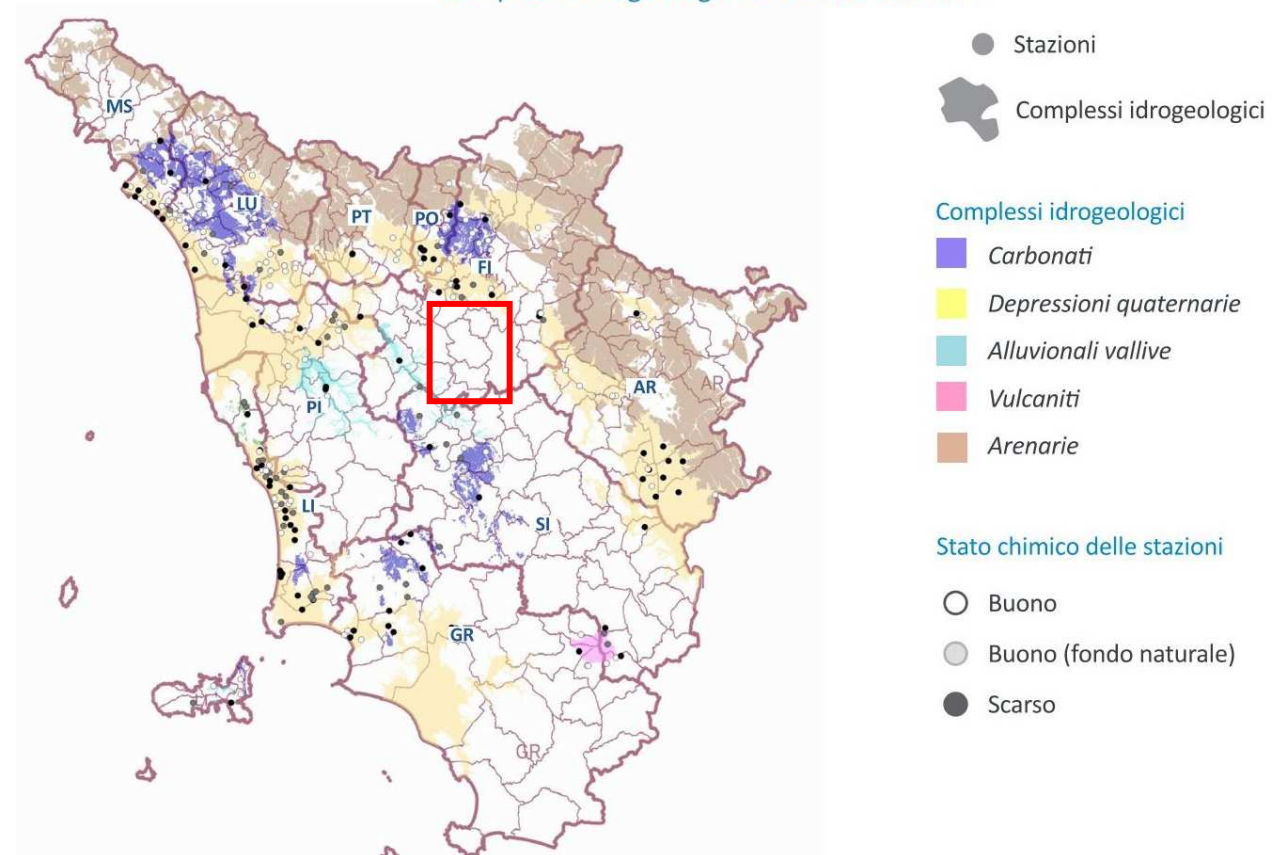 Stazioni
Complessi idrogeologici
Complessi idrogeologici
Carbonati
Depressioni quaternarie
Alluvionali vallive
Vulcaniti
Arenarie
Stato chimico delle stazioni
Buono
Buono (fondo naturale)
Scarso
MS
LU
PT
PO
FI
AR
AR
PI
LI
SI
GR
GR